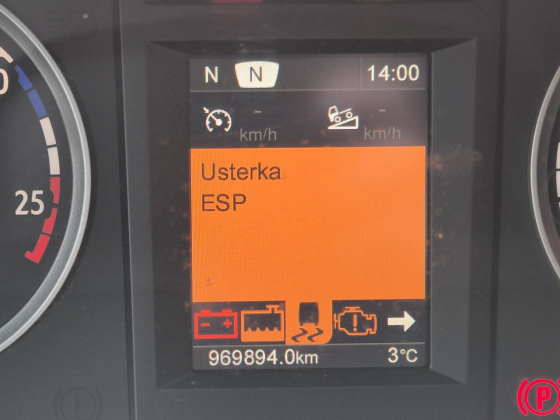 N N 14:00
- -
km/h km/h
Usterka
25
ESP
969894.0km 3°C
P